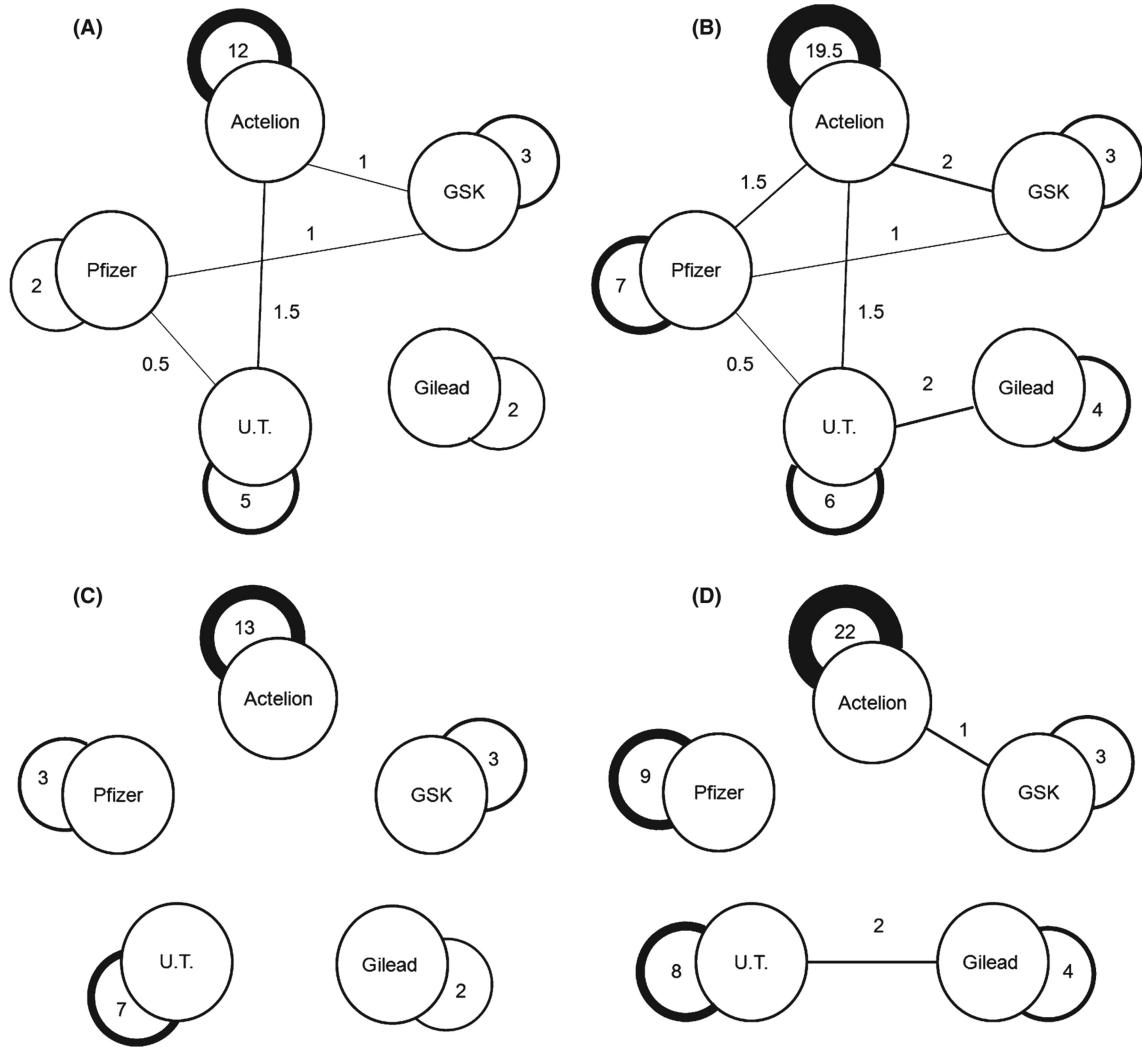 (A)
12
Actelion
1
3
GSK
1
Pfizer
2
1.5
0.5
Gilead
2
U.T.
5
(B)
19.5
Actelion
2
3
GSK
1.5
1
Pfizer
7
1.5
0.5
2
Gilead
4
U.T.
6
(C)
13
Actelion
3
Pfizer
3
GSK
U.T.
7
Gilead
2
(D)
22
Actelion
1
3
GSK
9
Pfizer
2
8
U.T.
Gilead
4